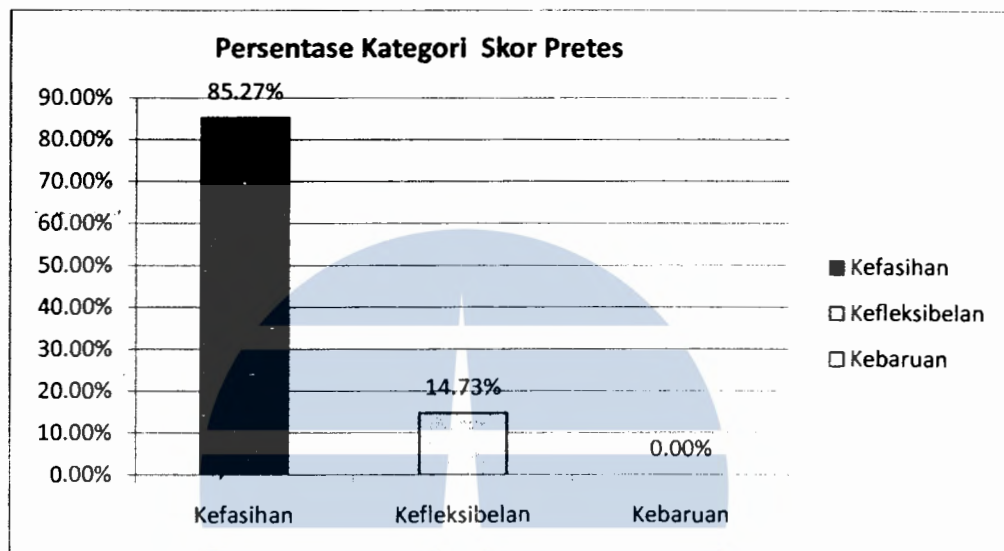 Persentase Kategori Skor Pretes
85.27%
90.00%
80.00%
70.00%
60.00%
50.00%
40.00%
30.00%
20.00%
10.00%
0.00%
14.73%
0.00%
Kefasihan
Kefleksibelan
Kebaruan
Kefasihan
Kefleksibelan
Kebaruan